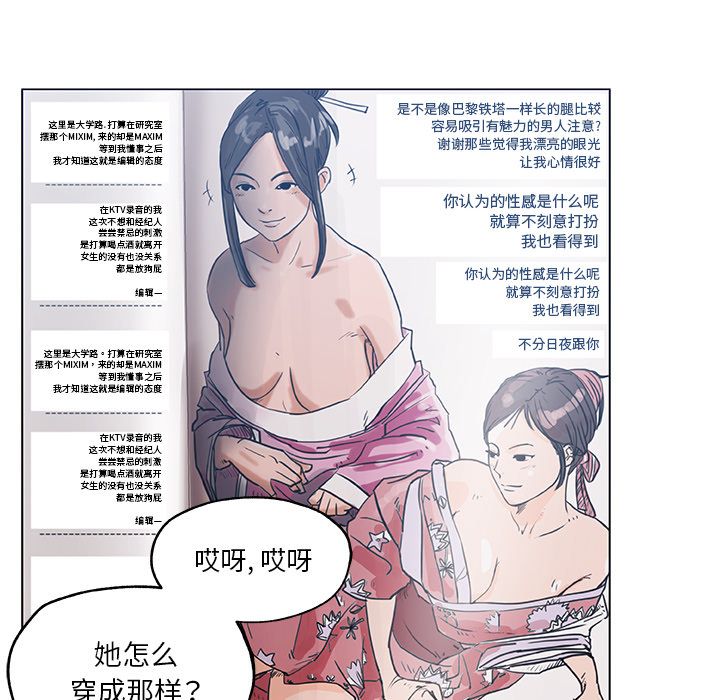 这里是大学路. 打算在研究室
摆那个MIXIM, 来的却是MAXIM
等到我懂事之后
我才知道这就是编辑的态度
在KTV录音的我
这次不想和经纪人
尝尝禁忌的刺激
是打算喝点酒就离开
女生的没有也没关系
都是放狗屁
编辑—
这里是大学路。打算在研究室
摆那个MIXIM，来的却是MAXIM
等到我懂事之后
我才知道这就是编辑的态度
在KTV录音的我
这次不想和经纪人
尝尝禁忌的刺激
是打算喝点酒就离开
女生的没有也没关系
都是放狗屁
编辑—
是不是像巴黎铁塔一样长的腿比较
容易吸引有魅力的男人注意?
谢谢那些觉得我漂亮的眼光
让我心情很好
你认为的性感是什么呢
就算不刻意打扮
我也看得到
你认为的性感是什么呢
就算不刻意打扮
我也看得到
不分日夜跟你
哎呀, 哎呀
她怎么
穿成那样?